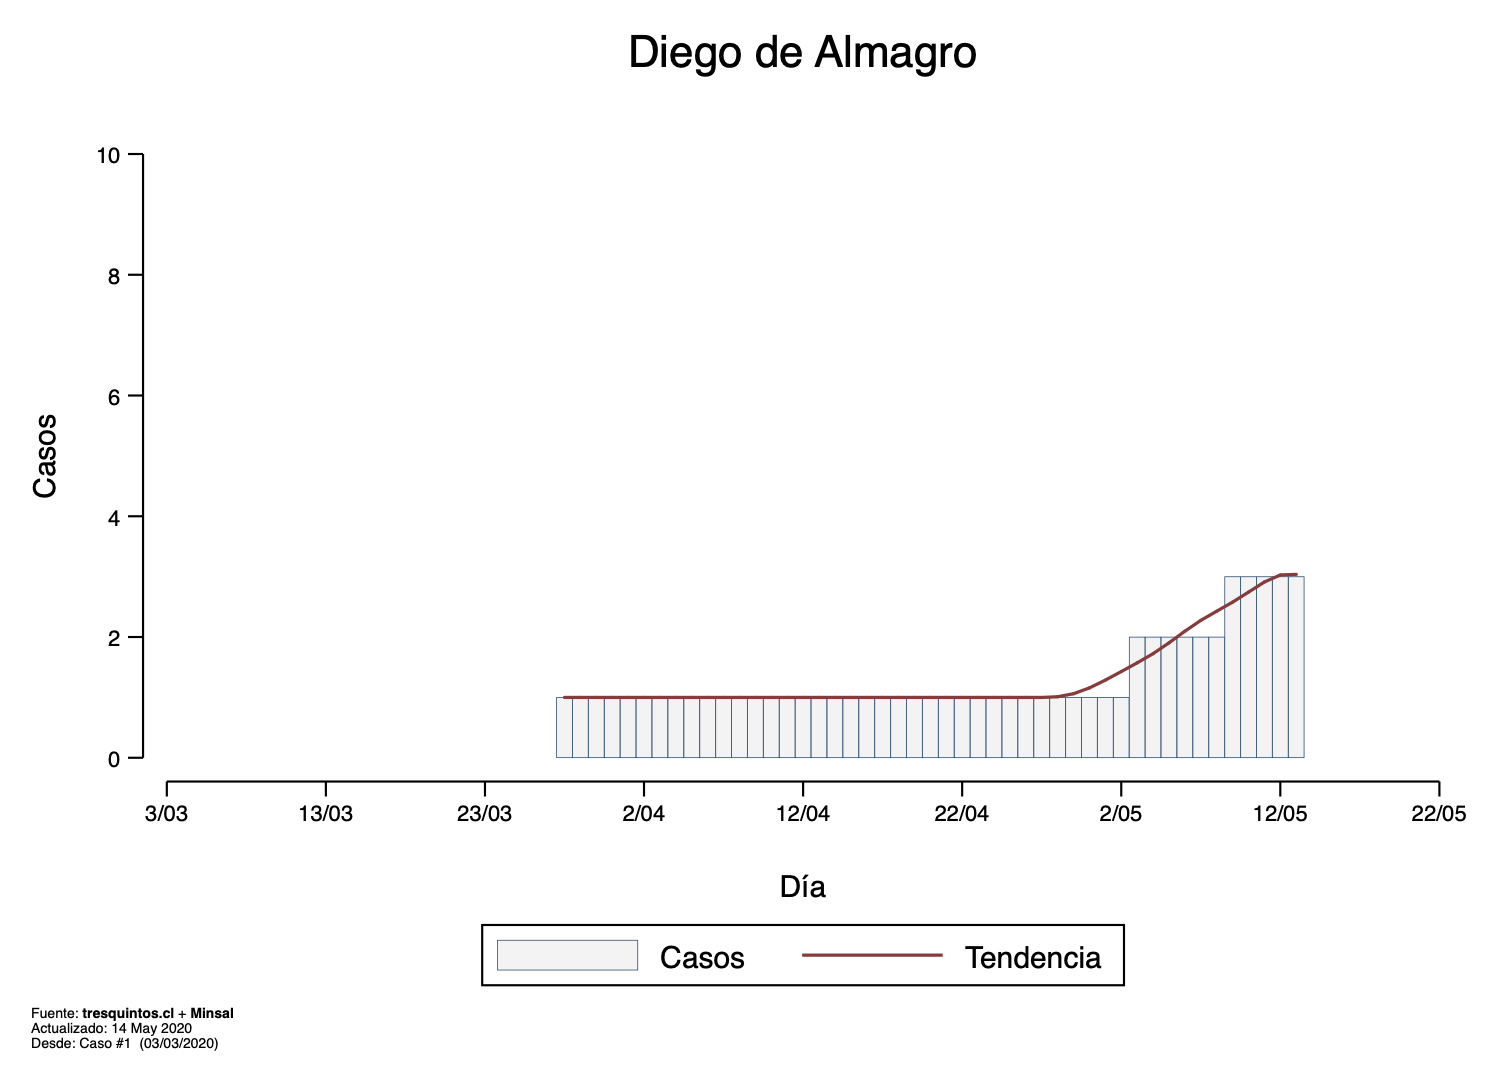 Diego de Almagro
10
8
6
4
2
0
Casos
3/03 13/03 23/03 2/04 12/04 22/04 2/05 12/05 22/05
Día
Casos Tendencia
Fuente: tresquintos.cl + Minsal
Actualizado: 14 May 2020
Desde: Caso #1 (03/03/2020)